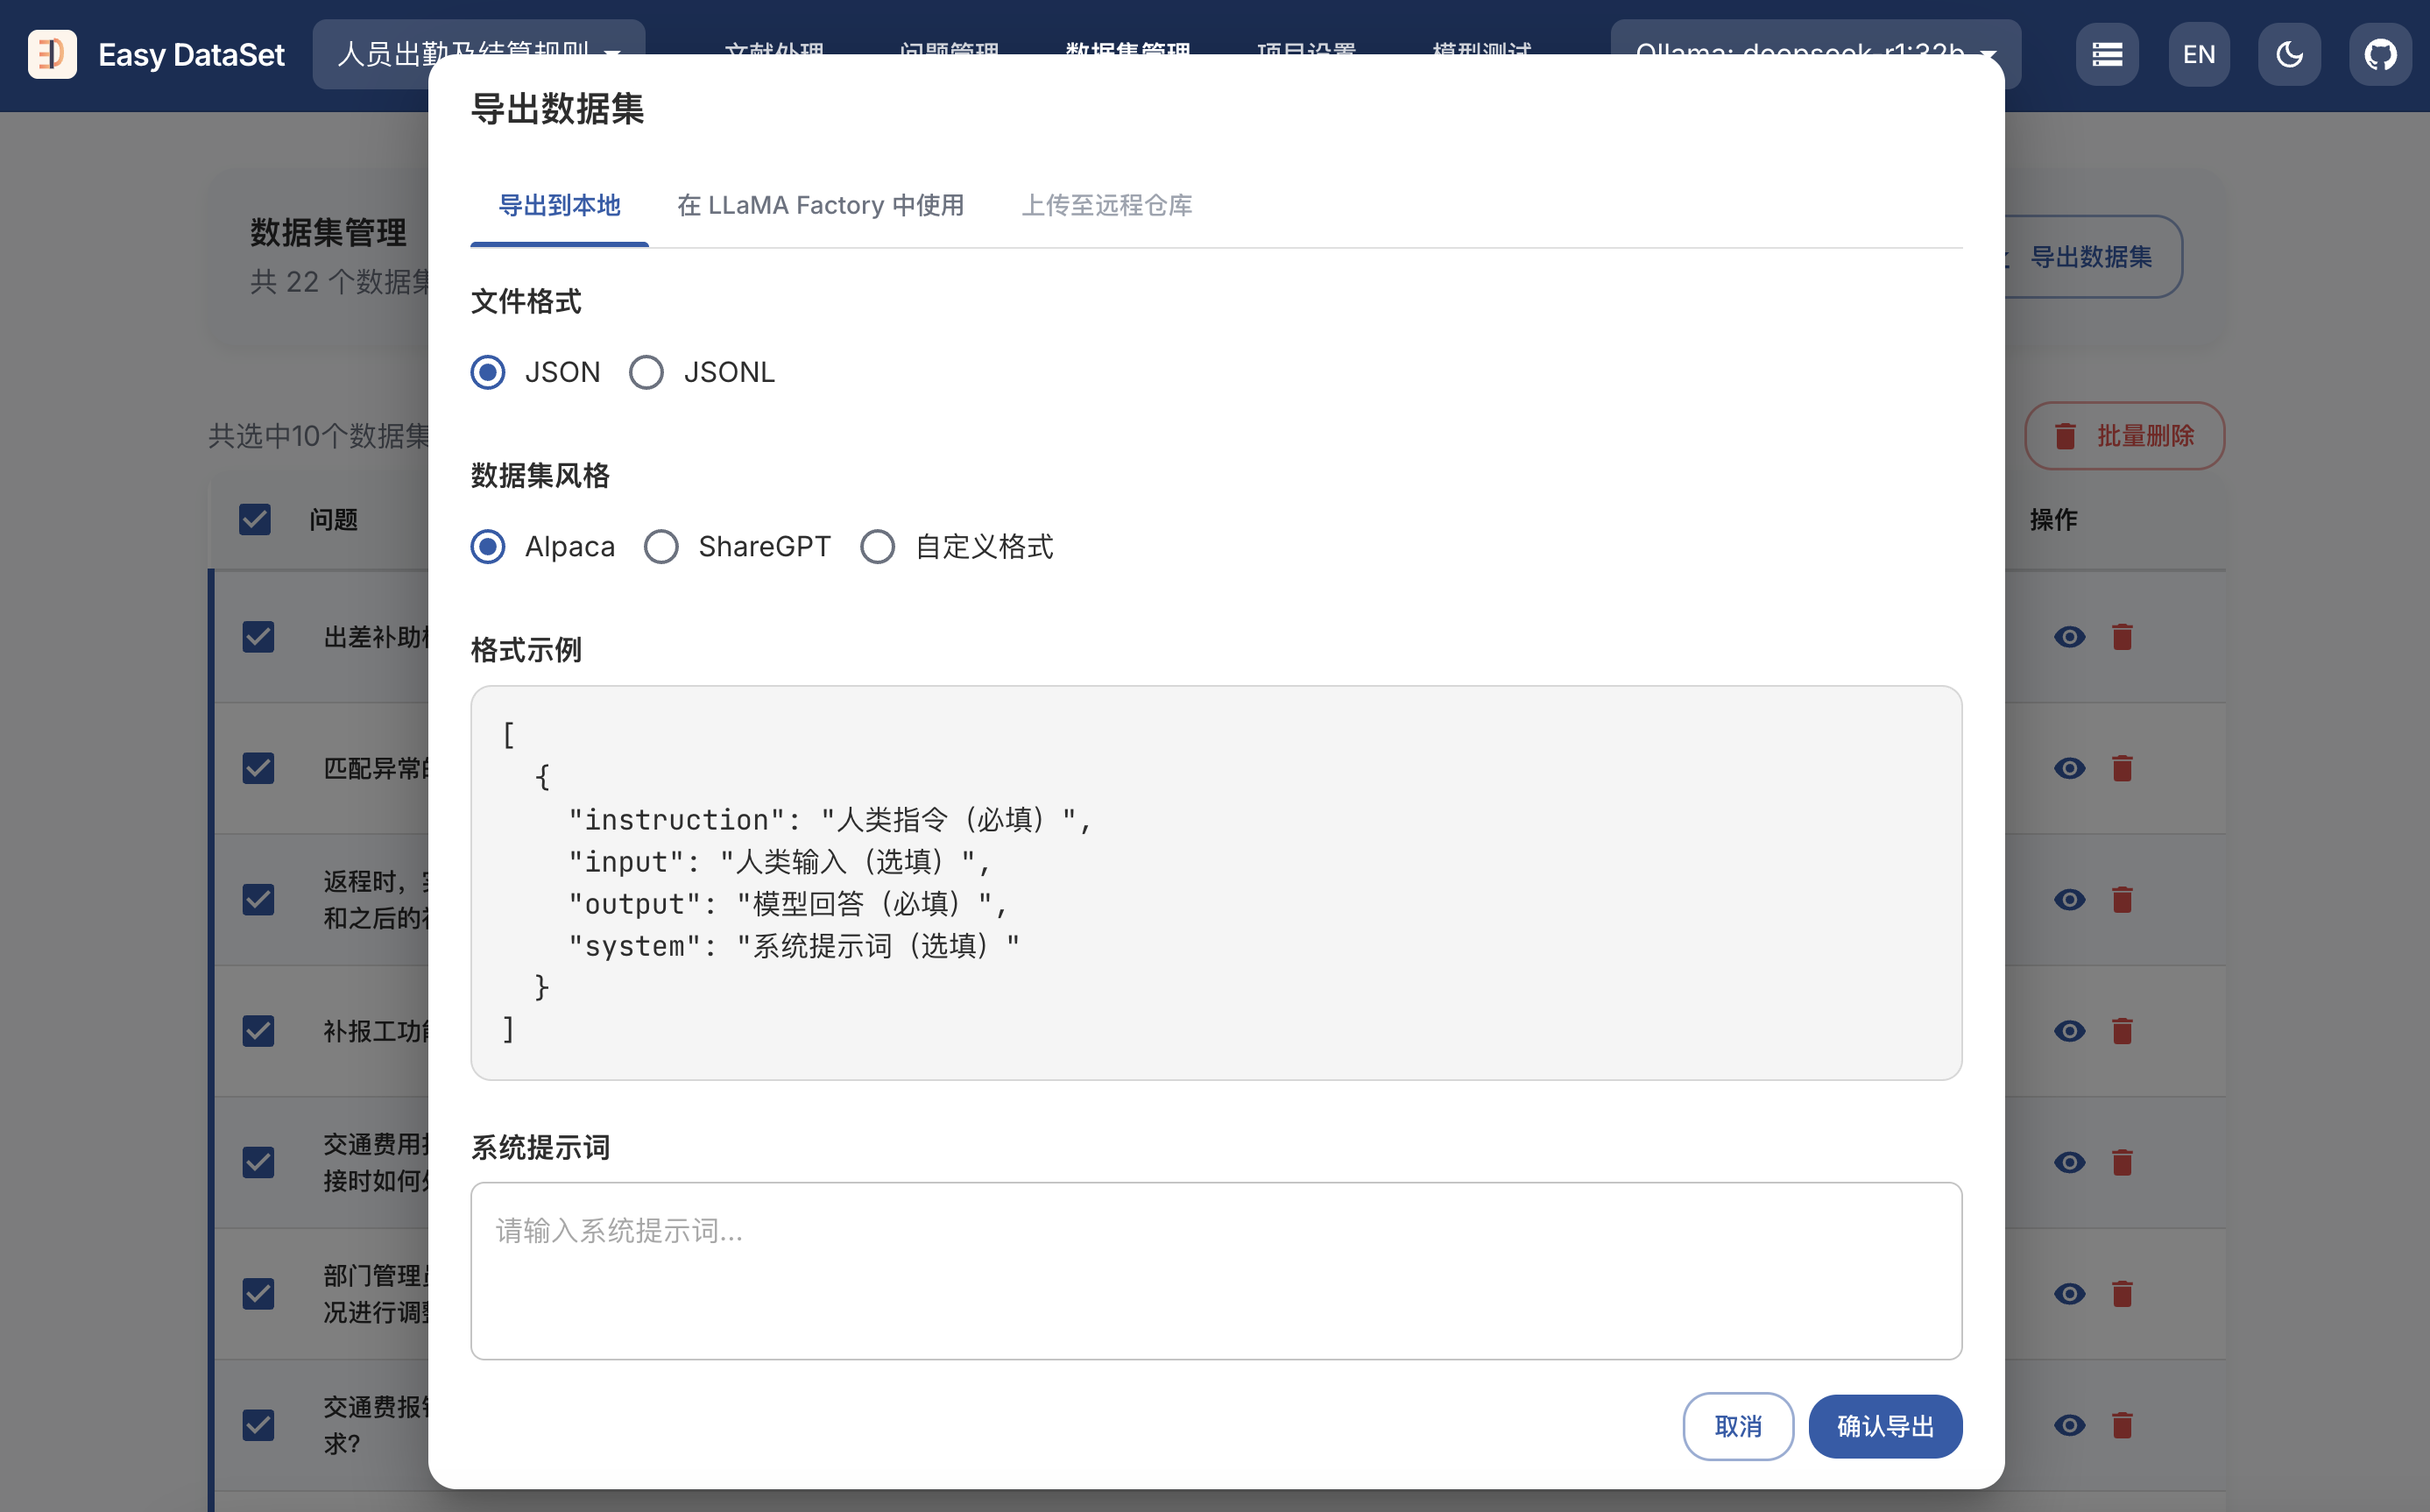 Easy DataSet
人员出勤及结算规则
文献处理
问题管理
数据集管理
项目设置
模型测试
Ollama: deepseek-r1:32b
EN
导出数据集
导出到本地
在 LLaMA Factory 中使用
上传至远程仓库
数据集管理
共 22 个数据集
导出数据集
文件格式
JSON
JSONL
共选中10个数据集
批量删除
数据集风格
Alpaca
ShareGPT
自定义格式
问题
操作
格式示例
[
{
"instruction": "人类指令（必填）",
"input": "人类输入（选填）",
"output": "模型回答（必填）",
"system": "系统提示词（选填）"
}
]
出差补助
匹配异常
返程时，
和之后的
补报工功
交通费用
接时如何
部门管理
况进行调
交通费报
求?
系统提示词
请输入系统提示词...
取消
确认导出